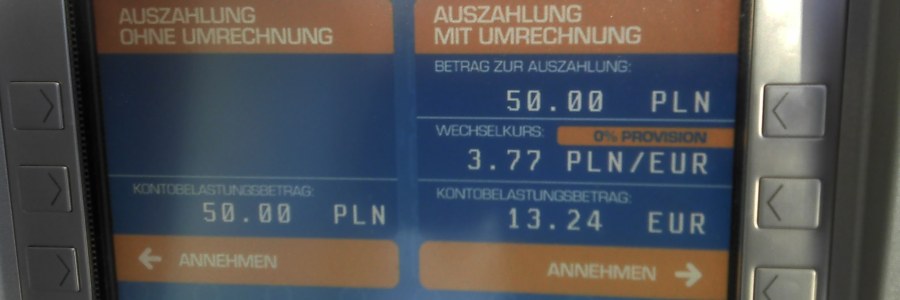 AUSZAHLUNG
OHNE UMRECHNUNG
KONTOBELASTUNGSBETRAG:
50.00 PLN
← ANNEHMEN
AUSZAHLUNG
MIT UMRECHNUNG
BETRAG ZUR AUSZAHLUNG:
50.00 PLN
WECHSELKURS: 0% PROVISION
3.77 PLN/EUR
KONTOBELASTUNGSBETRAG:
13.24 EUR
ANNEHMEN →